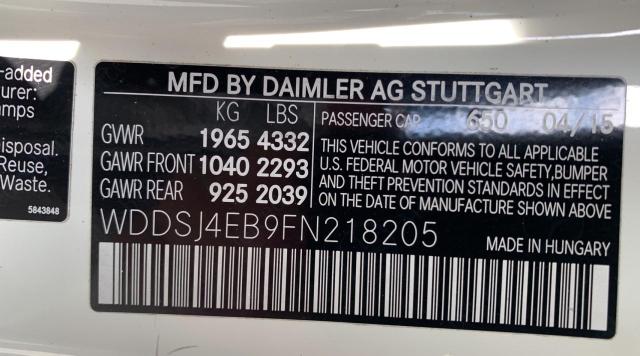 -added
urer:
amps
isposal.
Reuse,
Waste.
5843848
MFD BY DAIMLER AG STUTTGART
KG LBS
GVWR 1965 4332
GAWR FRONT 1040 2293
GAWR REAR 925 2039
PASSENGER CAR 650 04/15
THIS VEHICLE CONFORMS TO ALL APPLICABLE
U.S. FEDERAL MOTOR VEHICLE SAFETY,BUMPER
AND THEFT PREVENTION STANDARDS IN EFFECT
ON THE DATE OF MANUFACTURE SHOWN ABOVE
WDDSJ4EB9FN218205
MADE IN HUNGARY